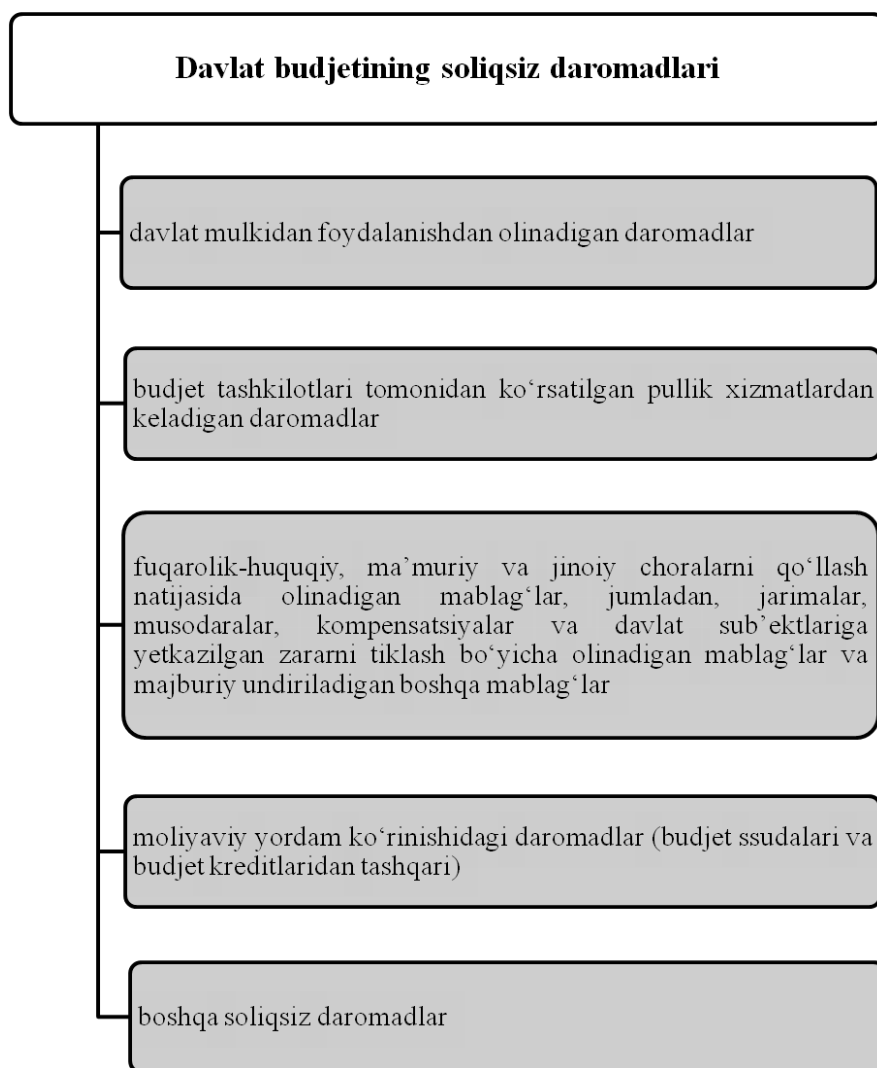 Davlat budjetining soliqsiz daromadlari
davlat mulkidan foydalanishdan olinadigan daromadlar
budjet tashkilotlari tomonidan ko‘rsatilgan pullik xizmatlardan
keladigan daromadlar
fuqarolik-huquqiy, ma’muriy va jinoiy choralarni qo‘llash
natijasida olinadigan mablag‘lar, jumladan, jarimalar,
musodaralar, kompensatsiyalar va davlat sub’ektlariga
yetkazilgan zararni tiklash bo‘yicha olinadigan mablag‘lar va
majburiy undiriladigan boshqa mablag‘lar
moliyaviy yordam ko‘rinishidagi daromadlar (budjet ssudalari va
budjet kreditlaridan tashqari)
boshqa soliqsiz daromadlar